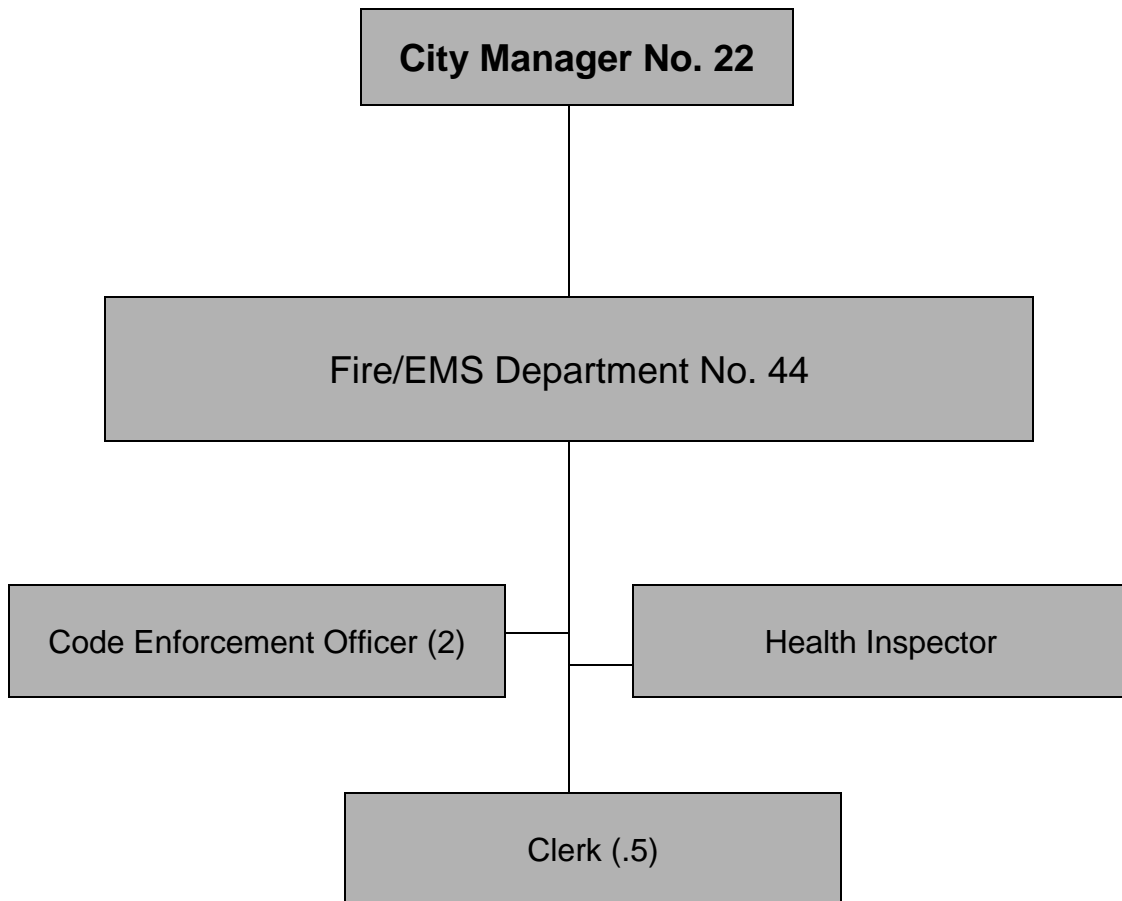 City Manager No. 22
Fire/EMS Department No. 44
Code Enforcement Officer (2)
Health Inspector
Clerk (.5)